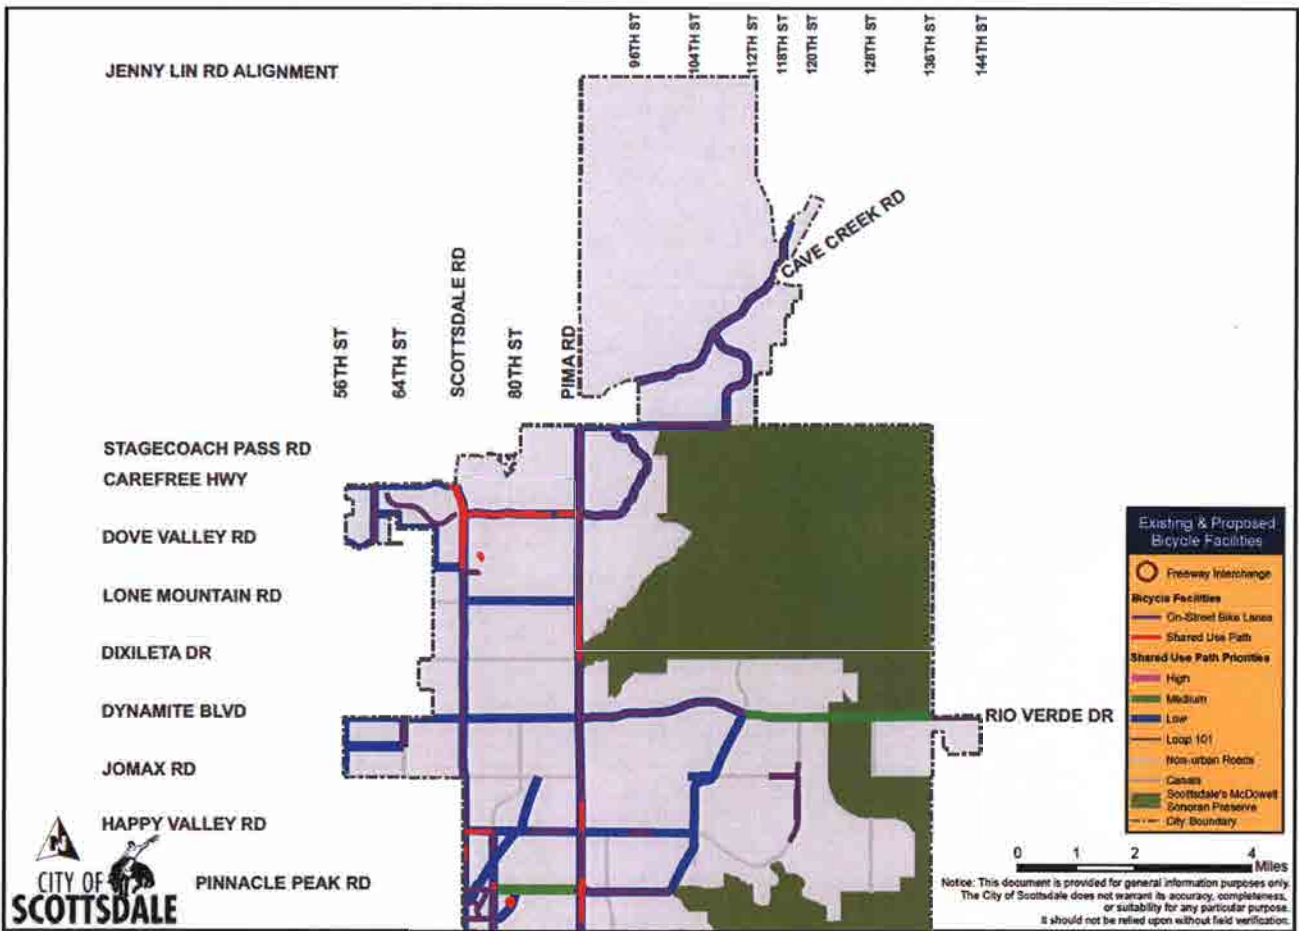 96TH ST
104TH ST
112TH ST
118TH ST
120TH ST
128TH ST
136TH ST
144TH ST
JENNY LIN RD ALIGNMENT
CAVE CREEK RD
56TH ST
64TH ST
SCOTTSDALE RD
80TH ST
PIMA RD
STAGECOACH PASS RD
CAREFREE HWY
DOVE VALLEY RD
LONE MOUNTAIN RD
DIXILETA DR
DYNAMITE BLVD
RIO VERDE DR
JOMAX RD
HAPPY VALLEY RD
PINNACLE PEAK RD
N
CITY OF
SCOTTSDALE
Existing & Proposed
Bicycle Facilities
Freeway Interchange
Bicycle Facilities
On-Street Bike Lanes
Shared Use Path
Shared Use Path Priorities
High
Medium
Low
Loop 101
Non-urban Roads
Canals
Scottsdale's McDowell
Sonoran Preserve
City Boundary
0 1 2 4
Miles
Notice: This document is provided for general information purposes only.
The City of Scottsdale does not warrant its accuracy, completeness,
or suitability for any particular purpose.
It should not be relied upon without field verification.